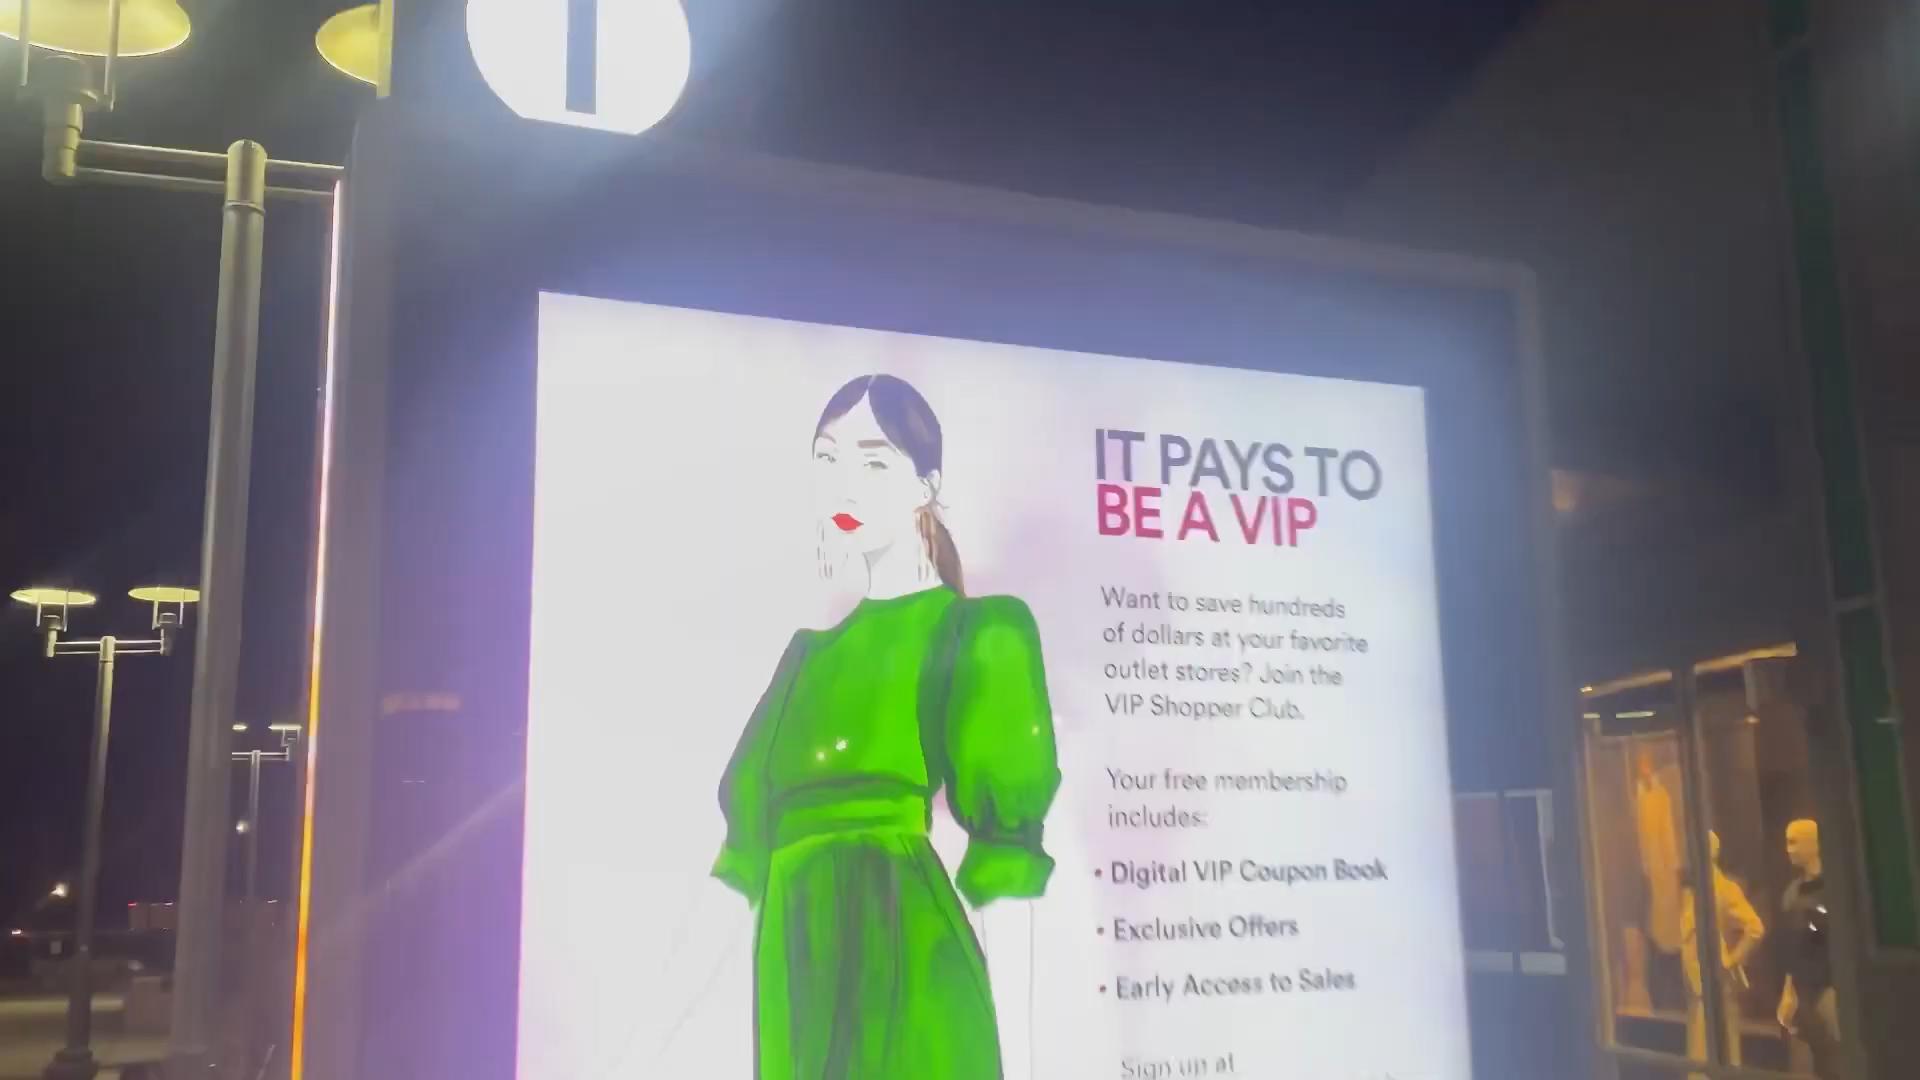 IT PAYS TO
BE A VIP
Want to save hundreds
of dollars at your favorite
outlet stores? Join the
VIP Shopper Club.
Your free membership
includes:
• Digital VIP Coupon Book
• Exclusive Offers
• Early Access to Sales
Sign up at